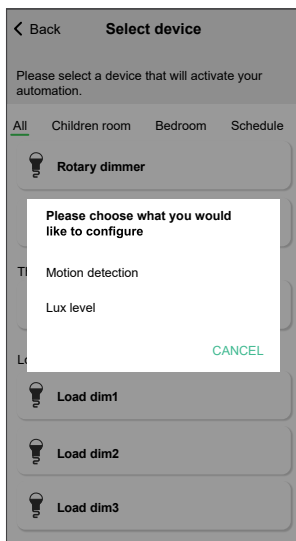 Back Select device
Please select a device that will activate your
automation.
All Children room Bedroom Schedule
Rotary dimmer
Please choose what you would
like to configure
Motion detection
Lux level
CANCEL
Load dim1
Load dim2
Load dim3